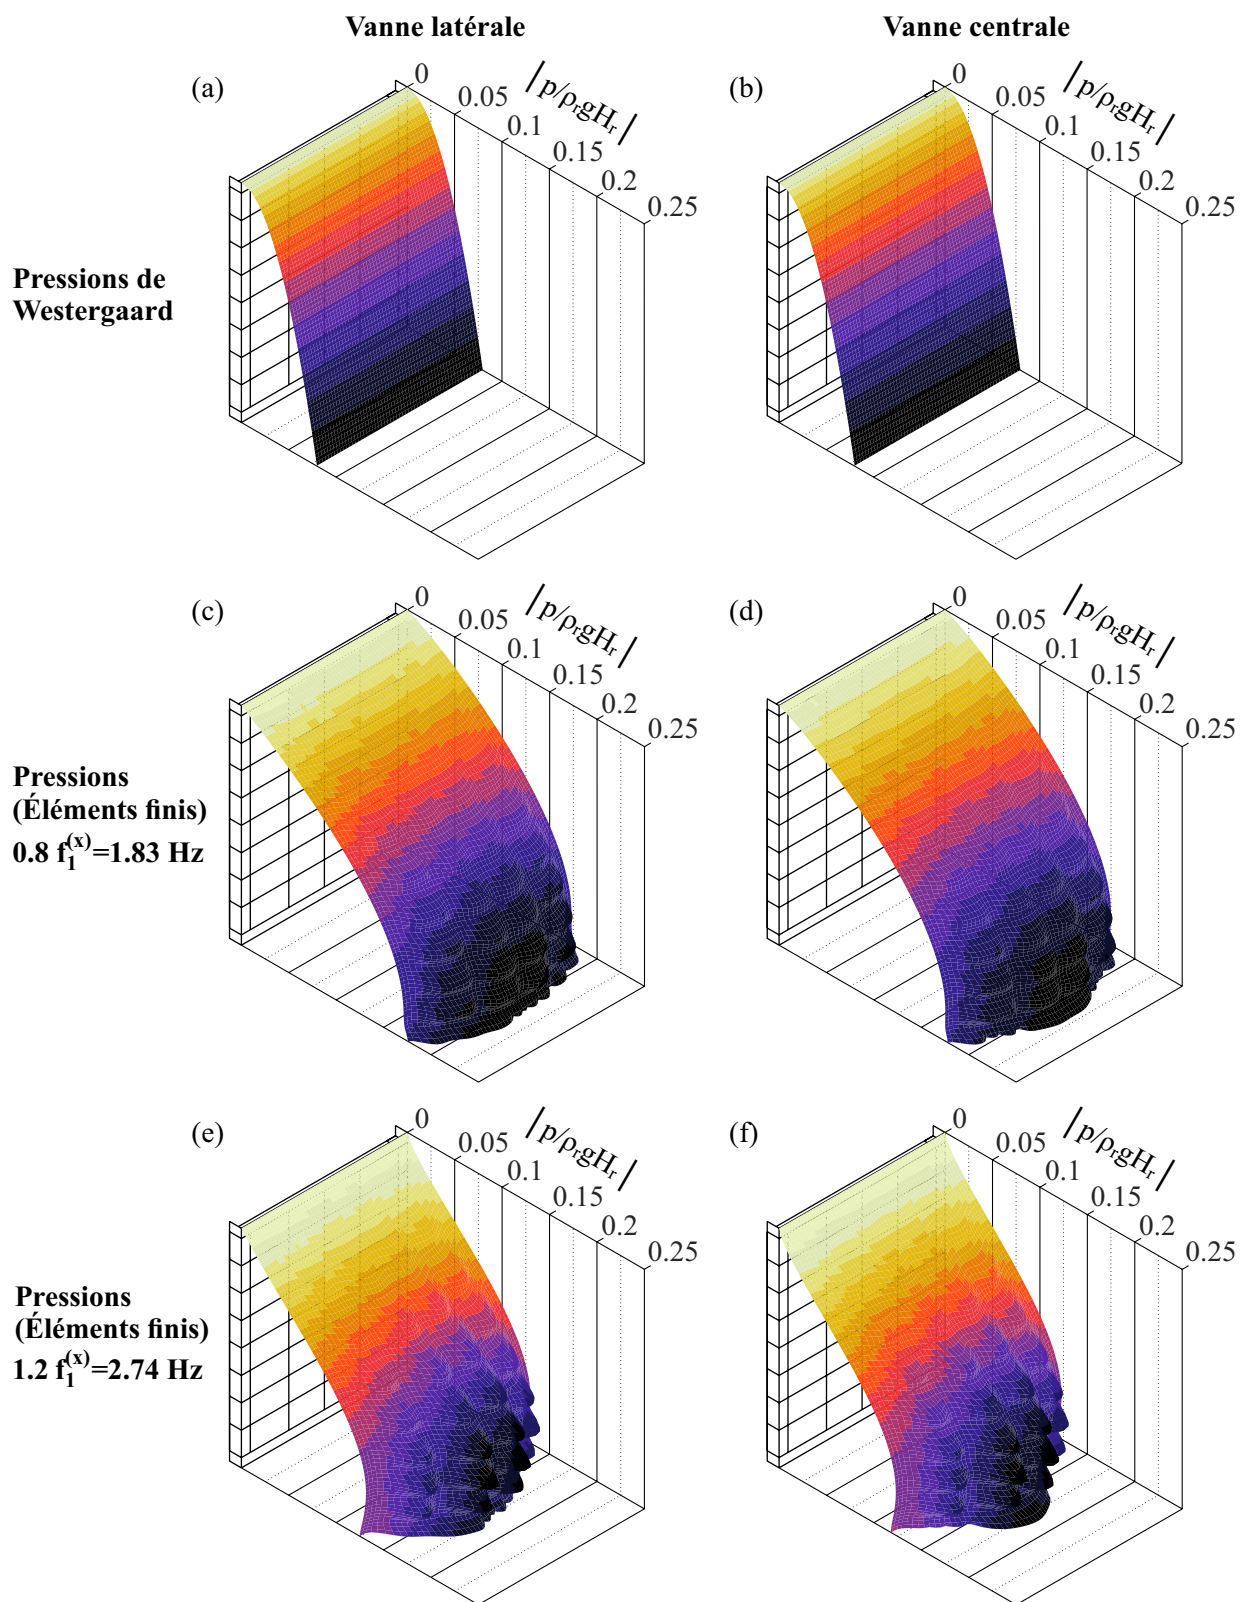 Vanne latérale
Vanne centrale
(a)
0
0.05
0.1
0.15
0.2
0.25
|p/ρrgHr|
(b)
0
0.05
0.1
0.15
0.2
0.25
|p/ρrgHr|
Pressions de
Westergaard
(c)
0
0.05
0.1
0.15
0.2
0.25
|p/ρrgHr|
(d)
0
0.05
0.1
0.15
0.2
0.25
|p/ρrgHr|
Pressions
(Éléments finis)
0.8 f1(x)=1.83 Hz
(e)
0
0.05
0.1
0.15
0.2
0.25
|p/ρrgHr|
(f)
0
0.05
0.1
0.15
0.2
0.25
|p/ρrgHr|
Pressions
(Éléments finis)
1.2 f1(x)=2.74 Hz